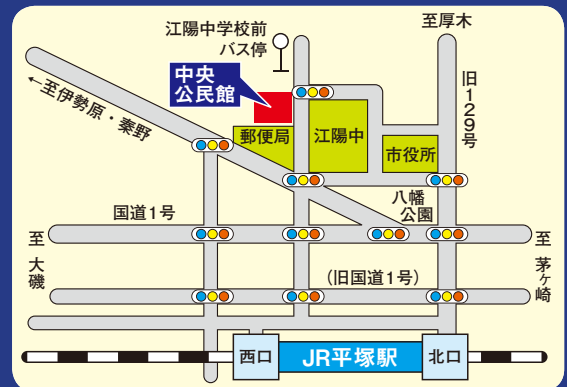 江陽中学校前
バス停
至厚木
中央
公民館
旧129号
←至伊勢原・秦野
郵便局
江陽中
市役所
八幡
公園
国道1号
至大磯
至茅ヶ崎
(旧国道1号)
西口
JR平塚駅
北口